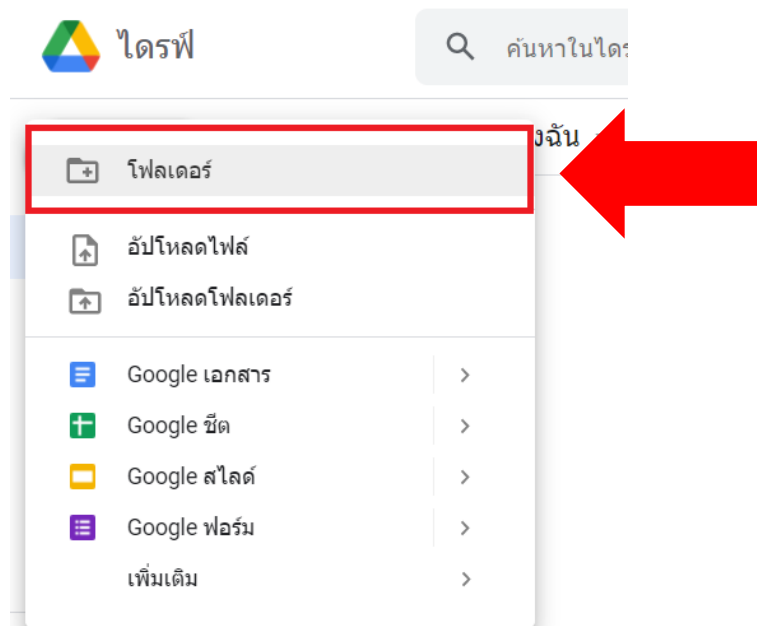 ไดรฟ์
ค้นหาในไดร
งฉัน
โฟลเดอร์
อัปโหลดไฟล์
อัปโหลดโฟลเดอร์
Google เอกสาร
Google ชีต
Google สไลด์
Google ฟอร์ม
เพิ่มเติม